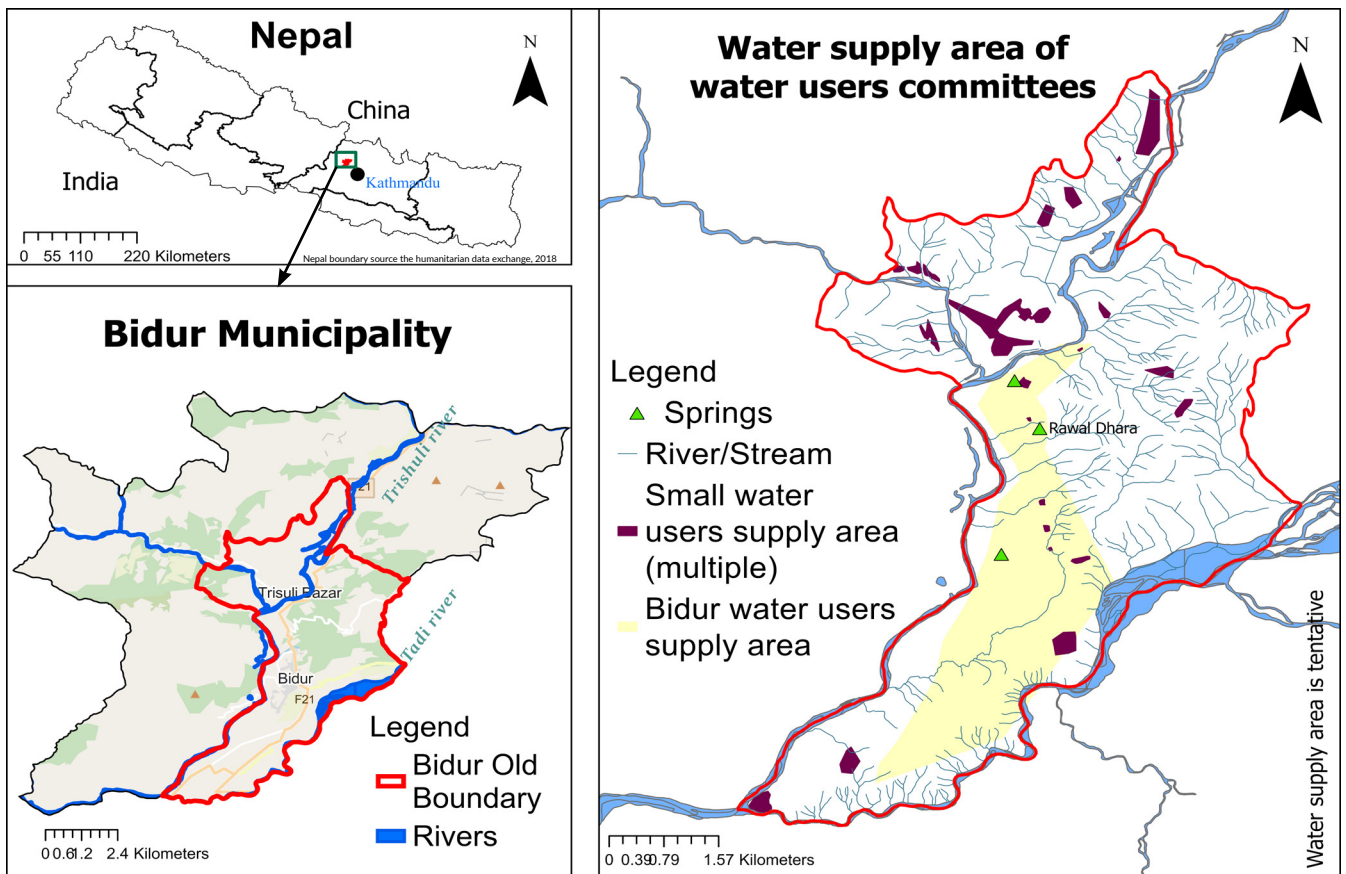 Nepal
N
China
India
Kathmandu
0 55 110 220 Kilometers
Nepal boundary source the humanitarian data exchange, 2018
Bidur Municipality
Trishuli river
21
Trisuli Bazar
Tadi river
Bidur
F21
Legend
Bidur Old
Boundary
Rivers
0 0.6 1.2 2.4 Kilometers
Water supply area of
water users committees
N
Legend
Springs
River/Stream
Small water
users supply area
(multiple)
Bidur water users
supply area
Rawal Dhara
0 0.39 0.79 1.57 Kilometers
Water supply area is tentative